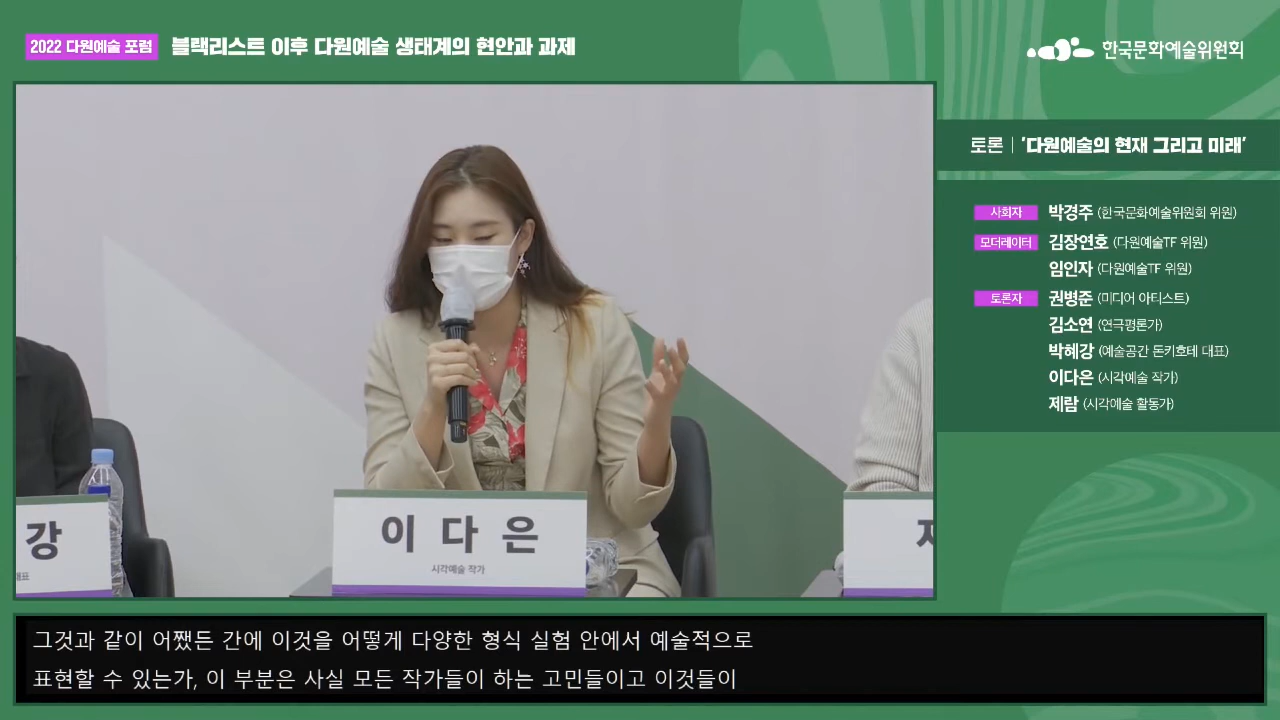 2022 다원예술 포럼 블랙리스트 이후 다원예술 생태계의 현안과 과제
한국문화예술위원회
토론 | '다원예술의 현재 그리고 미래'
사회자 박경주 (한국문화예술위원회 위원)
모더레이터 김장연호 (다원예술TF 위원)
임인자 (다원예술TF 위원)
토론자 권병준 (미디어 아티스트)
김소연 (연극평론가)
박혜강 (예술공간 돈키호테 대표)
이다은 (시각예술 작가)
제람 (시각예술 활동가)
강
대표
이다은
시각예술 작가
그것과 같이 어쨌든 간에 이것을 어떻게 다양한 형식 실험 안에서 예술적으로
표현할 수 있는가, 이 부분은 사실 모든 작가들이 하는 고민들이고 이것들이